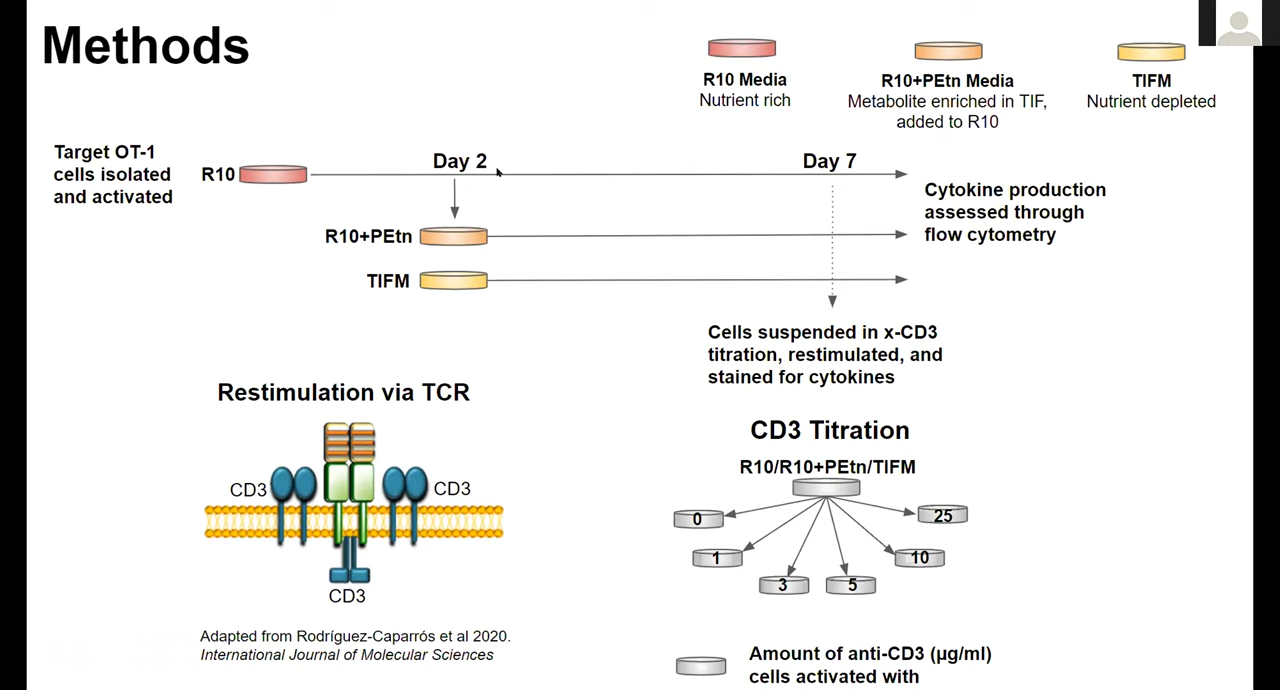 Methods
R10 Media
Nutrient rich
R10+PEtn Media
Metabolite enriched in TIF,
added to R10
TIFM
Nutrient depleted
Target OT-1
cells isolated
and activated
R10
Day 2
Day 7
R10+PEtn
TIFM
Cytokine production
assessed through
flow cytometry
Cells suspended in x-CD3
titration, restimulated, and
stained for cytokines
Restimulation via TCR
CD3
CD3
CD3
Adapted from Rodríguez-Caparrós et al 2020.
International Journal of Molecular Sciences
CD3 Titration
R10/R10+PEtn/TIFM
0
1
3
5
10
25
Amount of anti-CD3 (µg/ml)
cells activated with